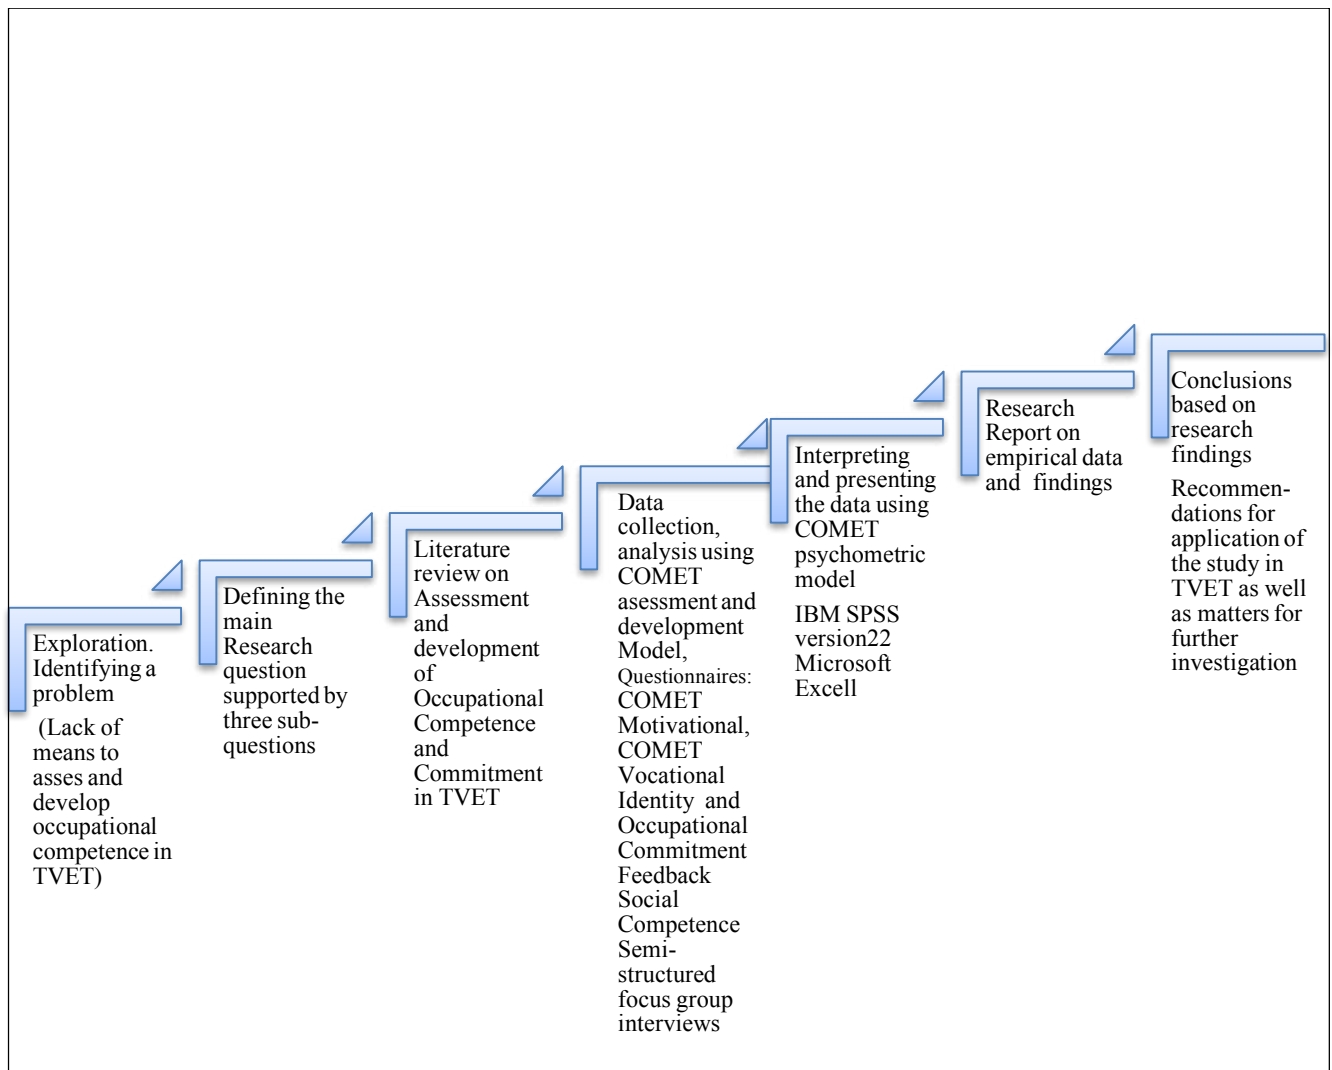 Exploration.
Identifying a
problem
(Lack of
means to
asses and
develop
occupational
competence in
TVET)
Defining the
main
Research
question
supported by
three sub-
questions
Literature
review on
Assessment
and
development
of
Occupational
Competence
and
Commitment
in TVET
Data
collection,
analysis using
COMET
asessment and
development
Model,
Questionnaires:
COMET
Motivational,
COMET
Vocational
Identity and
Occupational
Commitment
Feedback
Social
Competence
Semi-
structured
focus group
interviews
Interpreting
and presenting
the data using
COMET
psychometric
model
IBM SPSS
version22
Microsoft
Excell
Research
Report on
empirical data
and findings
Conclusions
based on
research
findings
Recommen-
dations for
application of
the study in
TVET as well
as matters for
further
investigation